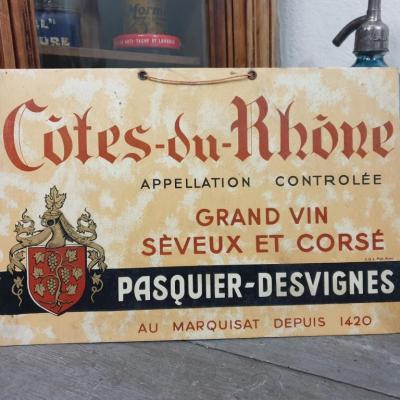 Côtes-du-Rhône
APPELLATION CONTROLÉE
GRAND VIN
SÈVEUX ET CORSÉ
PASQUIER-DESVIGNES
AU MARQUISAT DEPUIS 1420